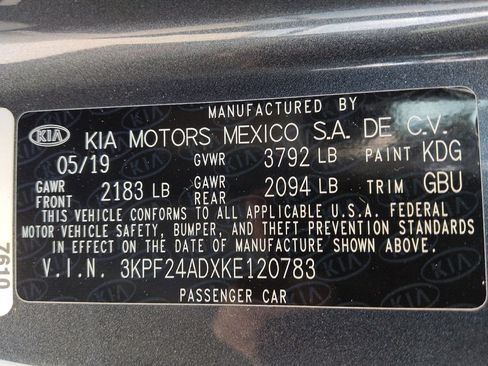 MANUFACTURED BY
KIA KIA MOTORS MEXICO S.A. DE C.V.
05/19 GVWR 3792 LB PAINT KDG
GAWR FRONT 2183 LB GAWR REAR 2094 LB TRIM GBU
THIS VEHICLE CONFORMS TO ALL APPLICABLE U.S.A. FEDERAL
MOTOR VEHICLE SAFETY, BUMPER, AND THEFT PREVENTION STANDARDS
IN EFFECT ON THE DATE OF MANUFACTURE SHOWN ABOVE.
V.I.N. 3KPF24ADXKE120783
PASSENGER CAR
7610